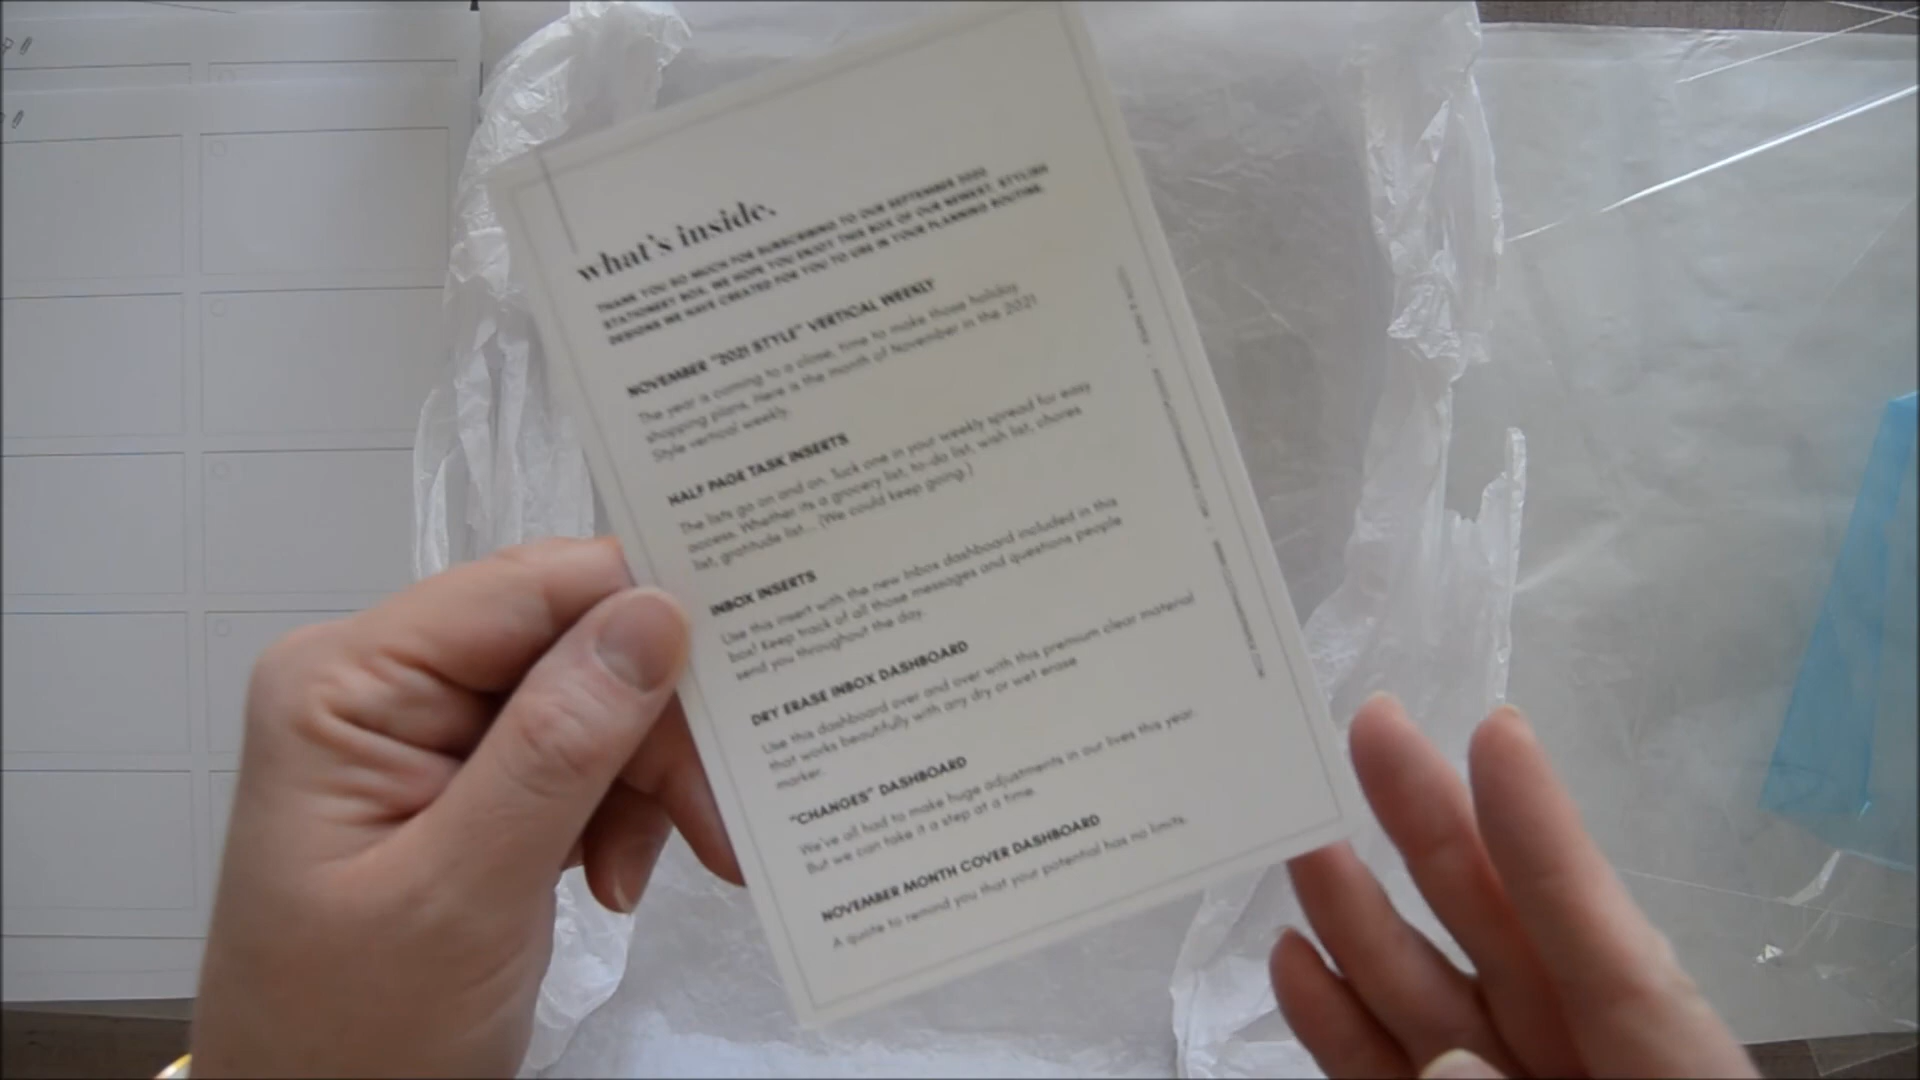 what's inside.
THANK YOU SO MUCH FOR SUBSCRIBING TO OUR SEPTEMBER 2020
STATIONERY BOX. WE HOPE YOU ENJOY THIS BOX OF OUR NEWEST, STYLISH
DESIGNS WE HAVE CREATED FOR YOU TO USE IN YOUR PLANNING ROUTINE.
NOVEMBER "2021 STYLE" VERTICAL WEEKLY
The year is coming to a close, time to make those holiday
shopping plans. Here is the month of November in the 2021
Style vertical weekly.
HALF PAGE TASK INSERTS
The lists go on and on. Tuck one in your weekly spread for easy
access. Whether its a grocery list, to-do list, wish list, chores
list, gratitude list... (We could keep going.)
INBOX INSERTS
Use this insert with the new Inbox dashboard included in this
box! Keep track of all those messages and questions people
send you throughout the day.
DRY ERASE INBOX DASHBOARD
Use this dashboard over and over with this premium clear material
that works beautifully with any dry or wet erase
marker.
"CHANGES" DASHBOARD
We've all had to make huge adjustments in our lives this year.
But we can take it a step at a time.
NOVEMBER MONTH COVER DASHBOARD
A quote to remind you that your potential has no limits.